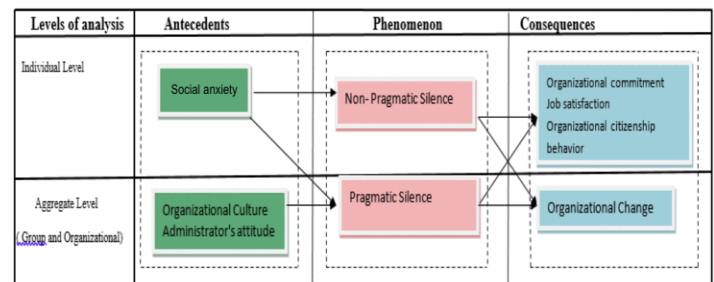 Levels of analysis
Antecedents
Phenomenon
Consequences
Individual Level
Social anxiety
Non- Pragmatic Silence
Organizational commitment
Job satisfaction
Organizational citizenship
behavior
Aggregate Level
( Group and Organizational)
Organizational Culture
Administrator's attitude
Pragmatic Silence
Organizational Change